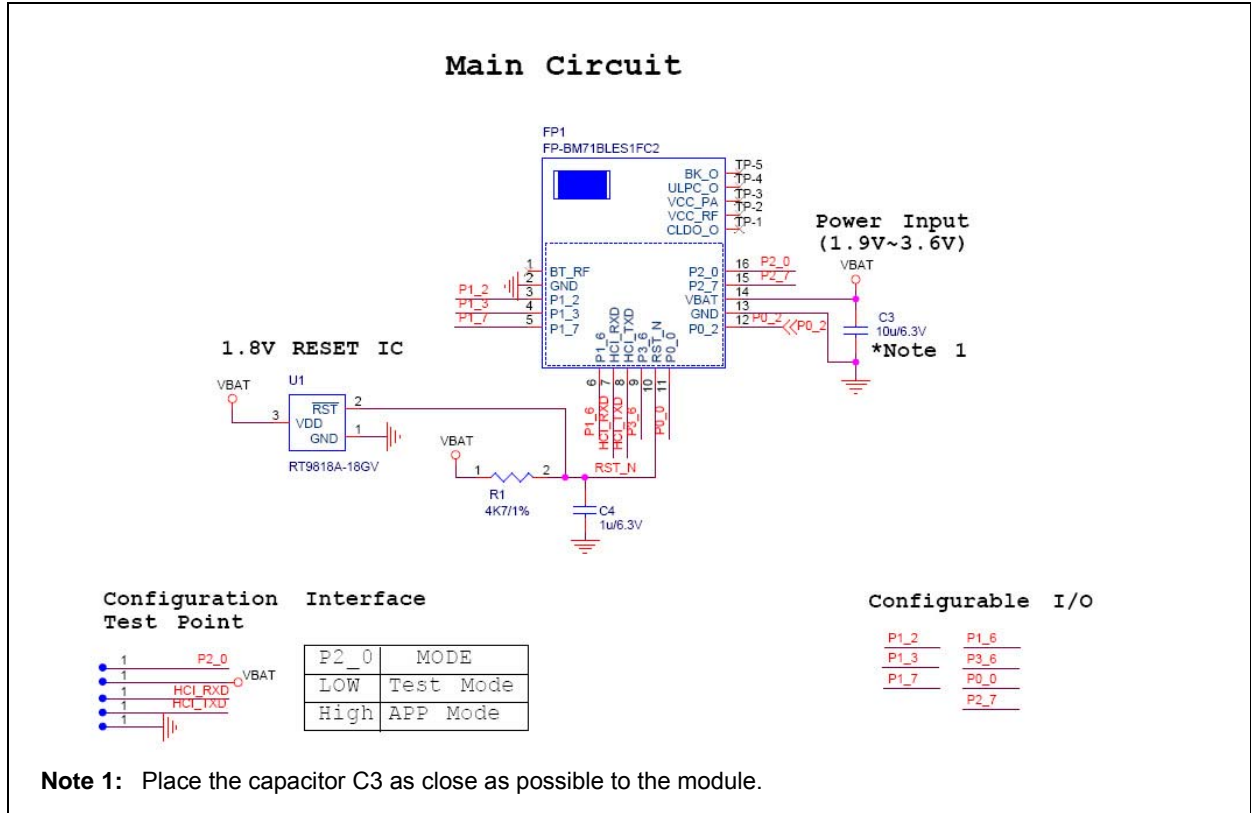 Main Circuit
FP1
FP-BM71BLES1FC2
BK_O TP-5
ULPC_O TP-4
VCC_PA TP-3
VCC_RF TP-2
CLDO_O TP-1
Power Input
(1.9V~3.6V)
VBAT
1 BT_RF
2 GND
P1_2 3 P1_2
P1_3 4 P1_3
P1_7 5 P1_7
P2_0 16 P2_0
P2_7 15 P2_7
VBAT 14
GND 13
P0_2 12 P0_2 P0_2
C3
10u/6.3V
*Note 1
P1_6 HCI_RXD HCI_TXD P3_6 RST_N P0_0
6 7 8 9 10 11
P1_6 HCI_RXD HCI_TXD P3_6 P0_0
1.8V RESET IC
VBAT
U1
3 VDD
RST 2
GND 1
RT9818A-18GV
VBAT
1 2
R1
4K7/1%
RST_N
C4
1u/6.3V
Configuration Interface
Test Point
1 P2_0
1 VBAT
1 HCI_RXD
1 HCI_TXD
1
P2_0 MODE
LOW Test Mode
High APP Mode
Configurable I/O
P1_2 P1_6
P1_3 P3_6
P1_7 P0_0
P2_7
Note 1: Place the capacitor C3 as close as possible to the module.